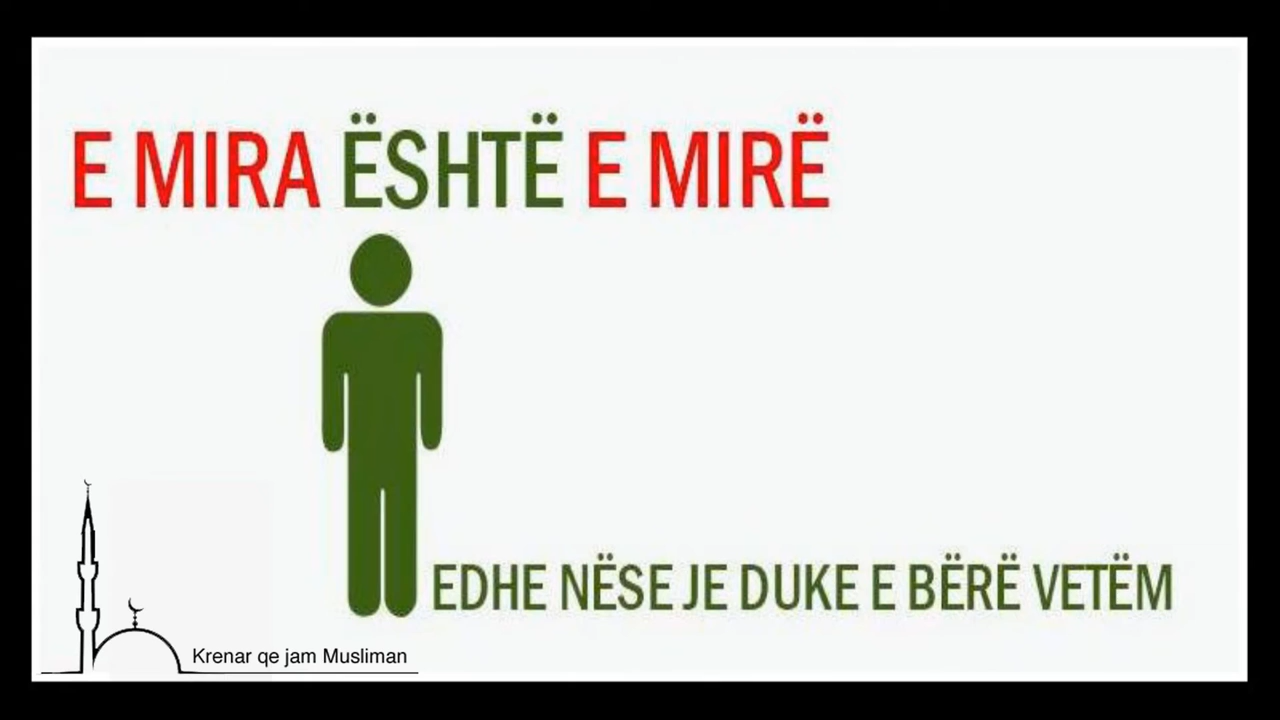 E MIRA ËSHTË E MIRË
EDHE NËSE JE DUKE E BËRË VETËM
Krenar qe jam Musliman